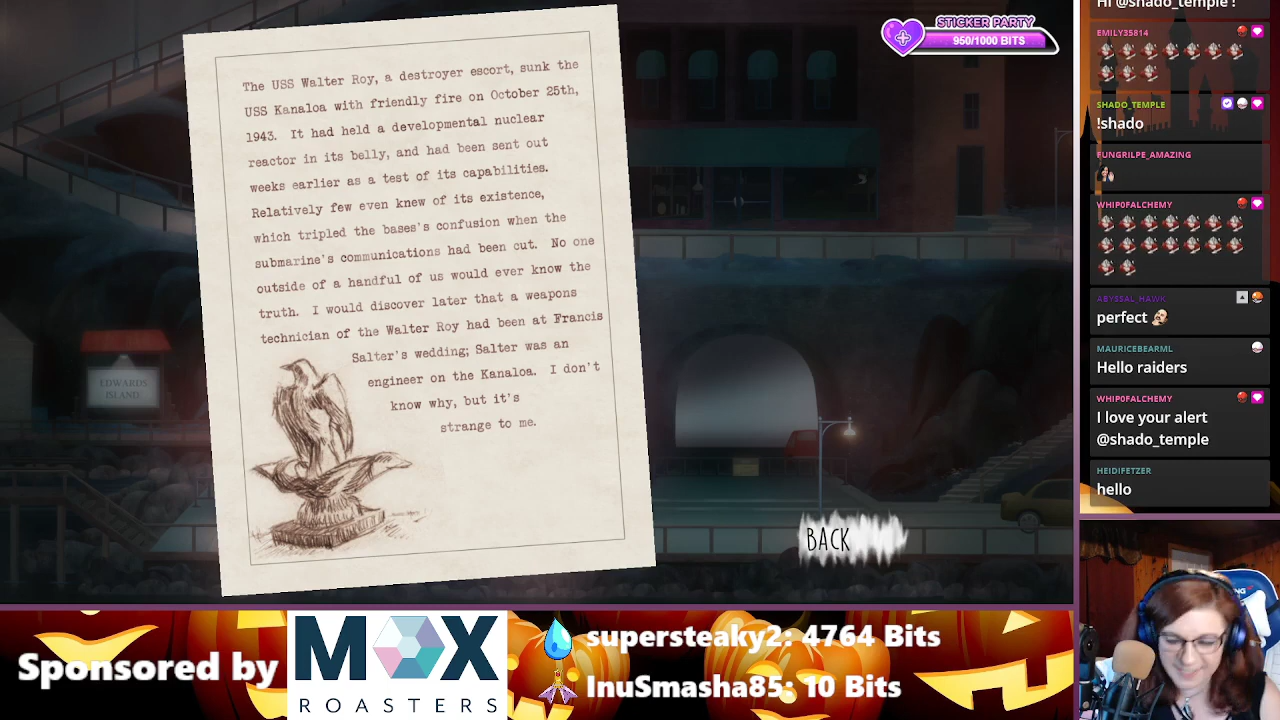 The USS Walter Roy, a destroyer escort, sunk the
USS Kanaloa with friendly fire on October 25th,
1943. It had held a developmental nuclear
reactor in its belly, and had been sent out
weeks earlier as a test of its capabilities.
Relatively few even knew of its existence,
which tripled the bases's confusion when the
submarine's communications had been cut. No one
outside of a handful of us would ever know the
truth. I would discover later that a weapons
technician of the Walter Roy had been at Francis
Salter's wedding; Salter was an
engineer on the Kanaloa. I don't
know why, but it's
strange to me.
EDWARDS
ISLAND
BACK
STICKER PARTY
950/1000 BITS
Hi @shado_temple !
EMILY35814
SHADO_TEMPLE
!shado
FUNGRILPE_AMAZING
WHIP0FALCHEMY
ABYSSAL_HAWK
perfect
MAURICEBEARML
Hello raiders
WHIP0FALCHEMY
I love your alert
@shado_temple
HEIDIFETZER
hello
Sponsored by
MOX
ROASTERS
supersteaky2: 4764 Bits
InuSmasha85: 10 Bits